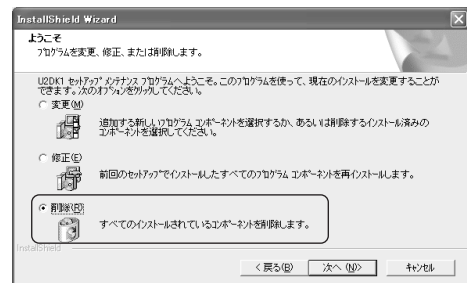 InstallShield Wizard
ようこそ
プログラムを変更、修正、または削除します。
U2DK1 セットアップ メンテナンス プログラムへようこそ。このプログラムを使って、現在のインストールを変更することが
できます。次のオプションをクリックしてください。
変更(M)
追加する新しいプログラム コンポーネントを選択するか、あるいは削除するインストール済みの
コンポーネントを選択してください。
修正(E)
前回のセットアップでインストールしたすべてのプログラム コンポーネントを再インストールします。
削除(R)
すべてのインストールされているコンポーネントを削除します。
InstallShield
< 戻る(B)
次へ (N)>
キャンセル